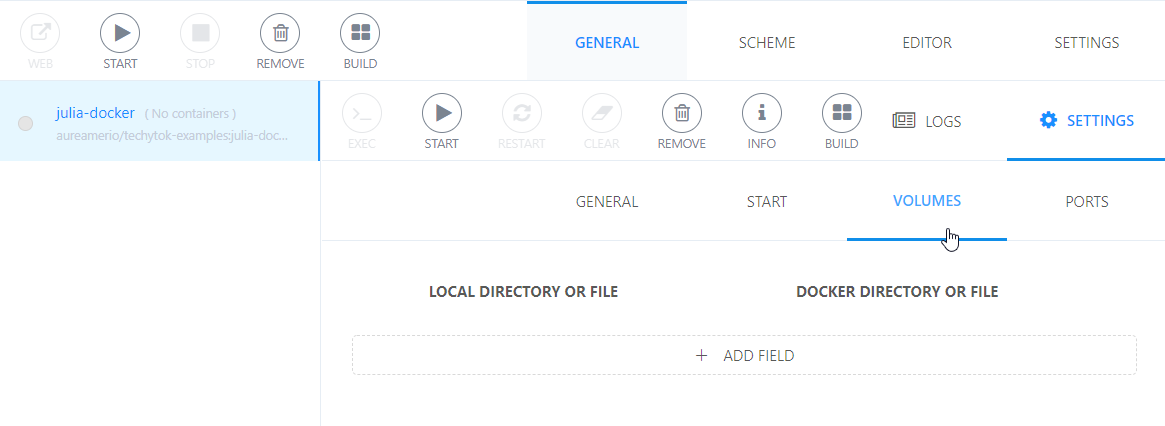 WEB START STOP REMOVE BUILD GENERAL SCHEME EDITOR SETTINGS
julia-docker ( No containers )
aureamerio/techytok-examples:julia-doc...
EXEC START RESTART CLEAR REMOVE INFO BUILD LOGS SETTINGS
GENERAL START VOLUMES PORTS
LOCAL DIRECTORY OR FILE DOCKER DIRECTORY OR FILE
+ ADD FIELD